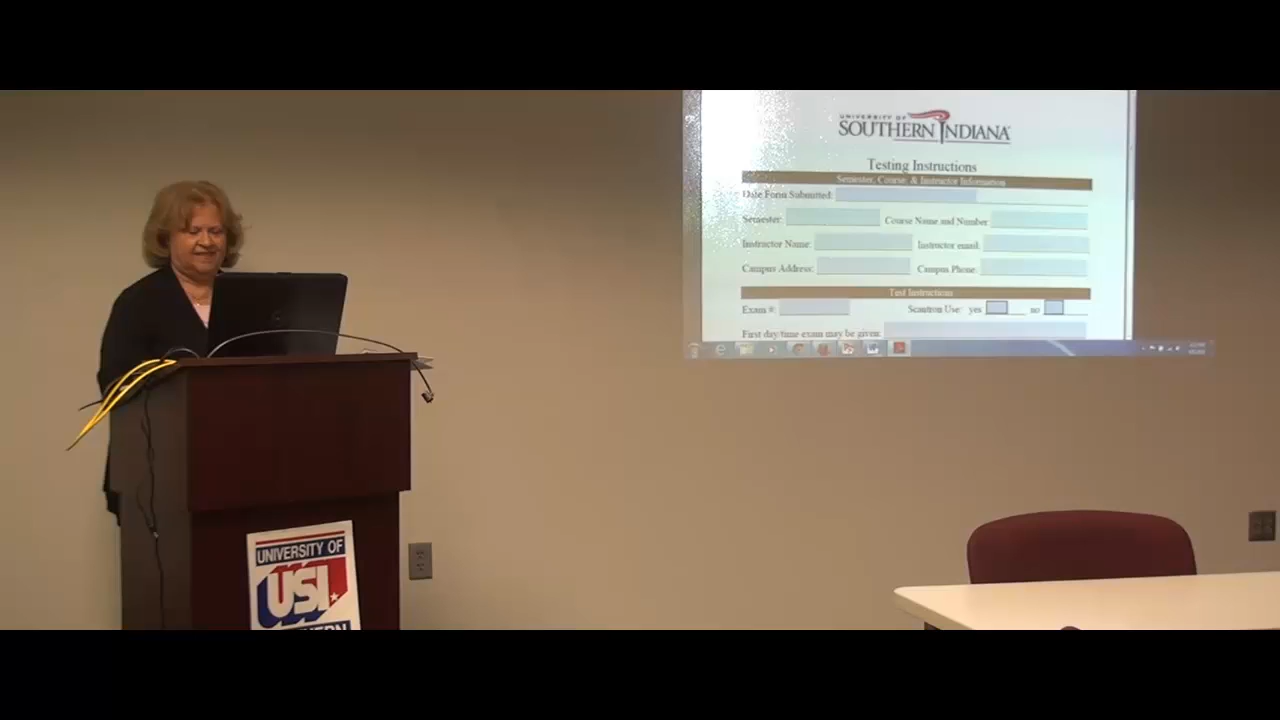 UNIVERSITY OF
SOUTHERN INDIANA
Testing Instructions
Semester, Course, & Instructor Information
Date Form Submitted:
Semester: Course Name and Number
Instructor Name: Instructor email:
Campus Address: Campus Phone:
Test Instructions
Exam #: Scantron Use: yes no
First day/time exam may be given:
UNIVERSITY OF
USI